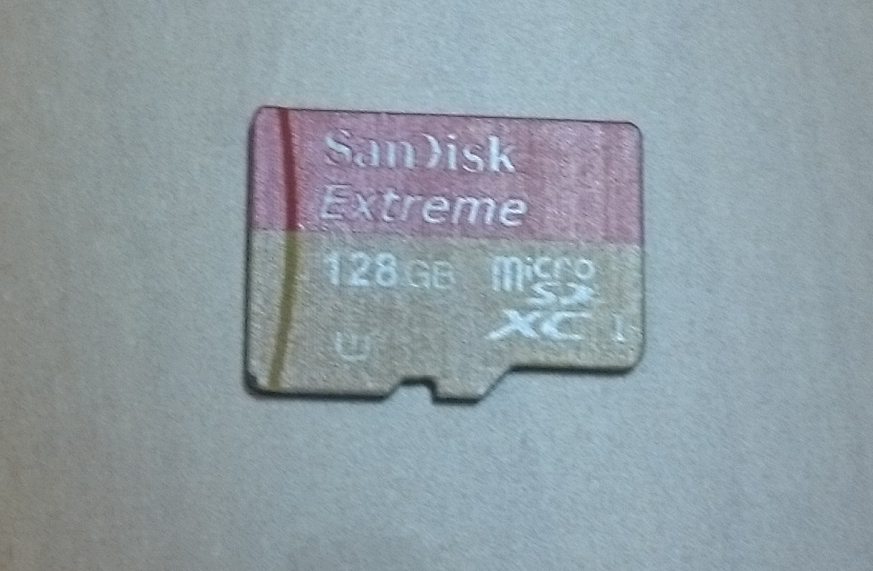 SanDisk
Extreme
128 GB
micro
SD
XC I
U